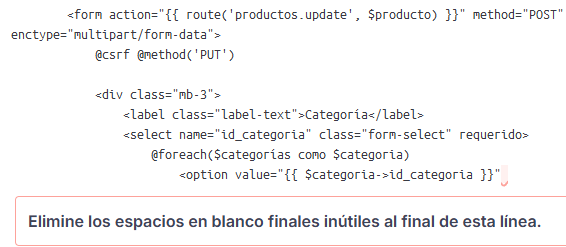 <form action="{{ route('productos.update', $producto) }}" method="POST"
enctype="multipart/form-data">
@csrf @method('PUT')
<div class="mb-3">
<label class="label-text">Categoría</label>
<select name="id_categoria" class="form-select" requerido>
@foreach($categorías como $categoría)
<option value="{{ $categoria->id_categoria }}"
Elimine los espacios en blanco finales inútiles al final de esta línea.